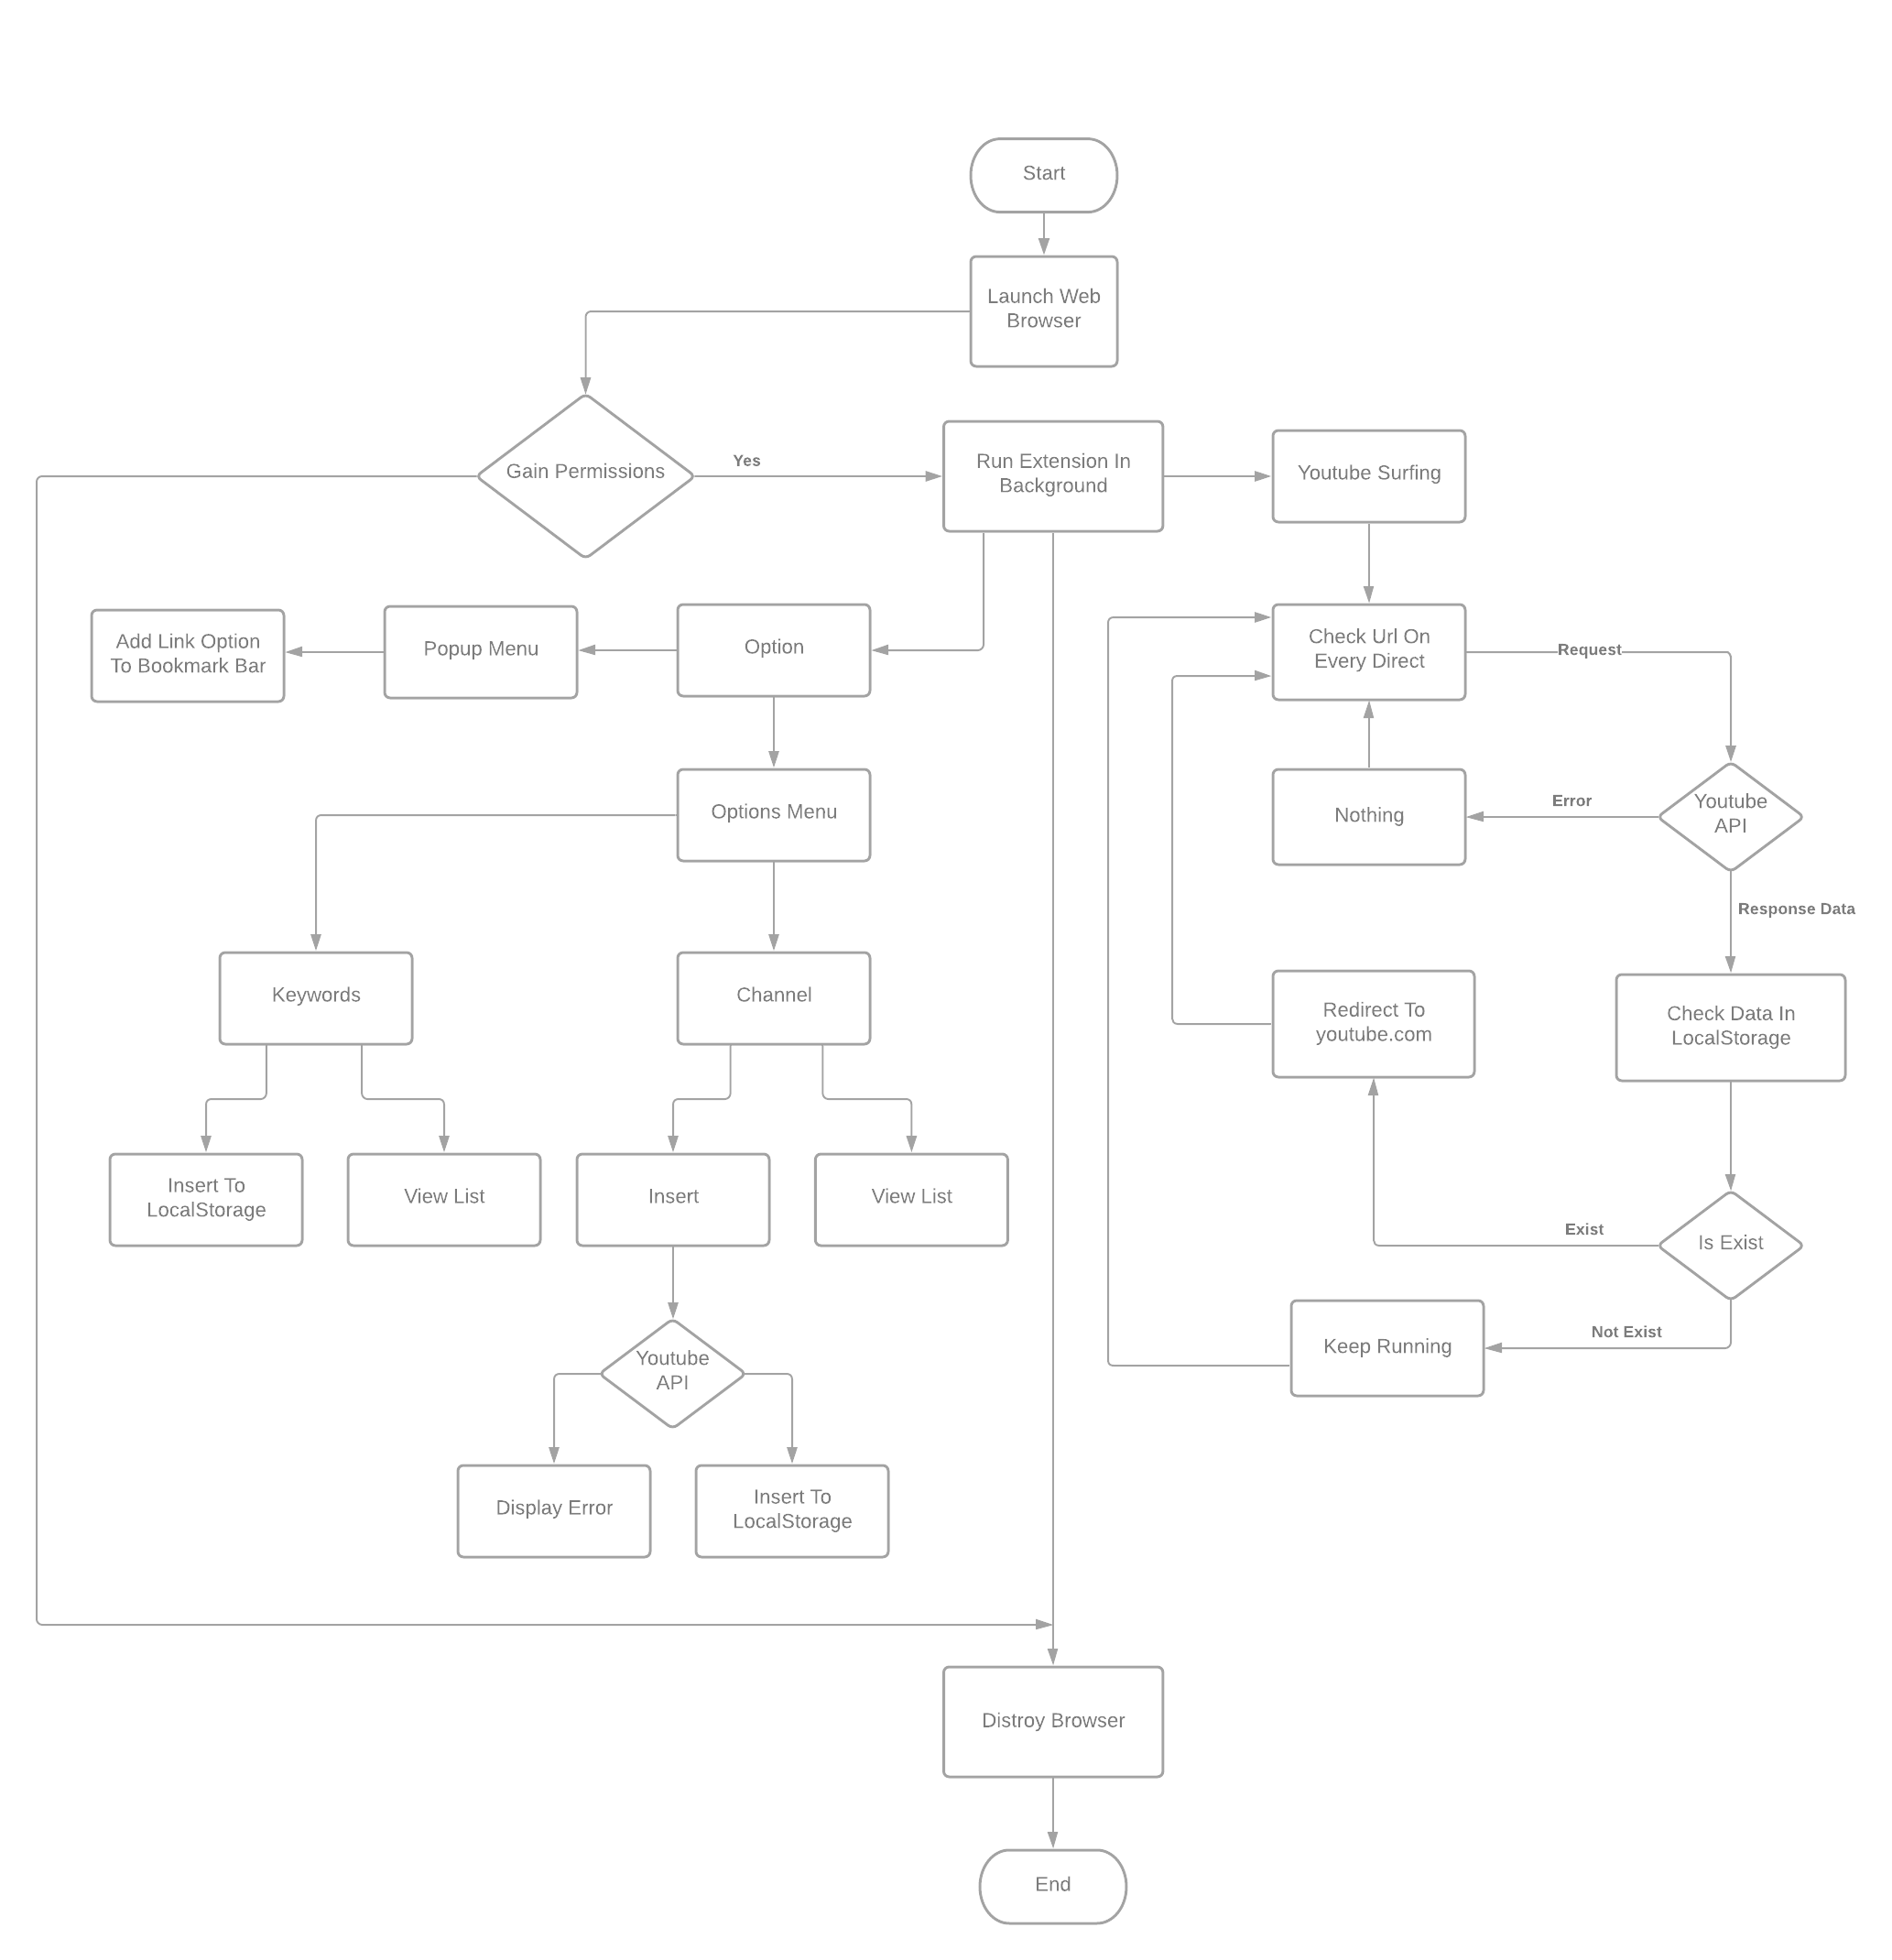 Start
Launch Web
Browser
Gain Permissions
Yes
Run Extension In
Background
Youtube Surfing
Add Link Option
To Bookmark Bar
Popup Menu
Option
Check Url On
Every Direct
Request
Options Menu
Nothing
Error
Youtube
API
Response Data
Keywords
Channel
Redirect To
youtube.com
Check Data In
LocalStorage
Insert To
LocalStorage
View List
Insert
View List
Exist
Is Exist
Not Exist
Keep Running
Youtube
API
Display Error
Insert To
LocalStorage
Distroy Browser
End